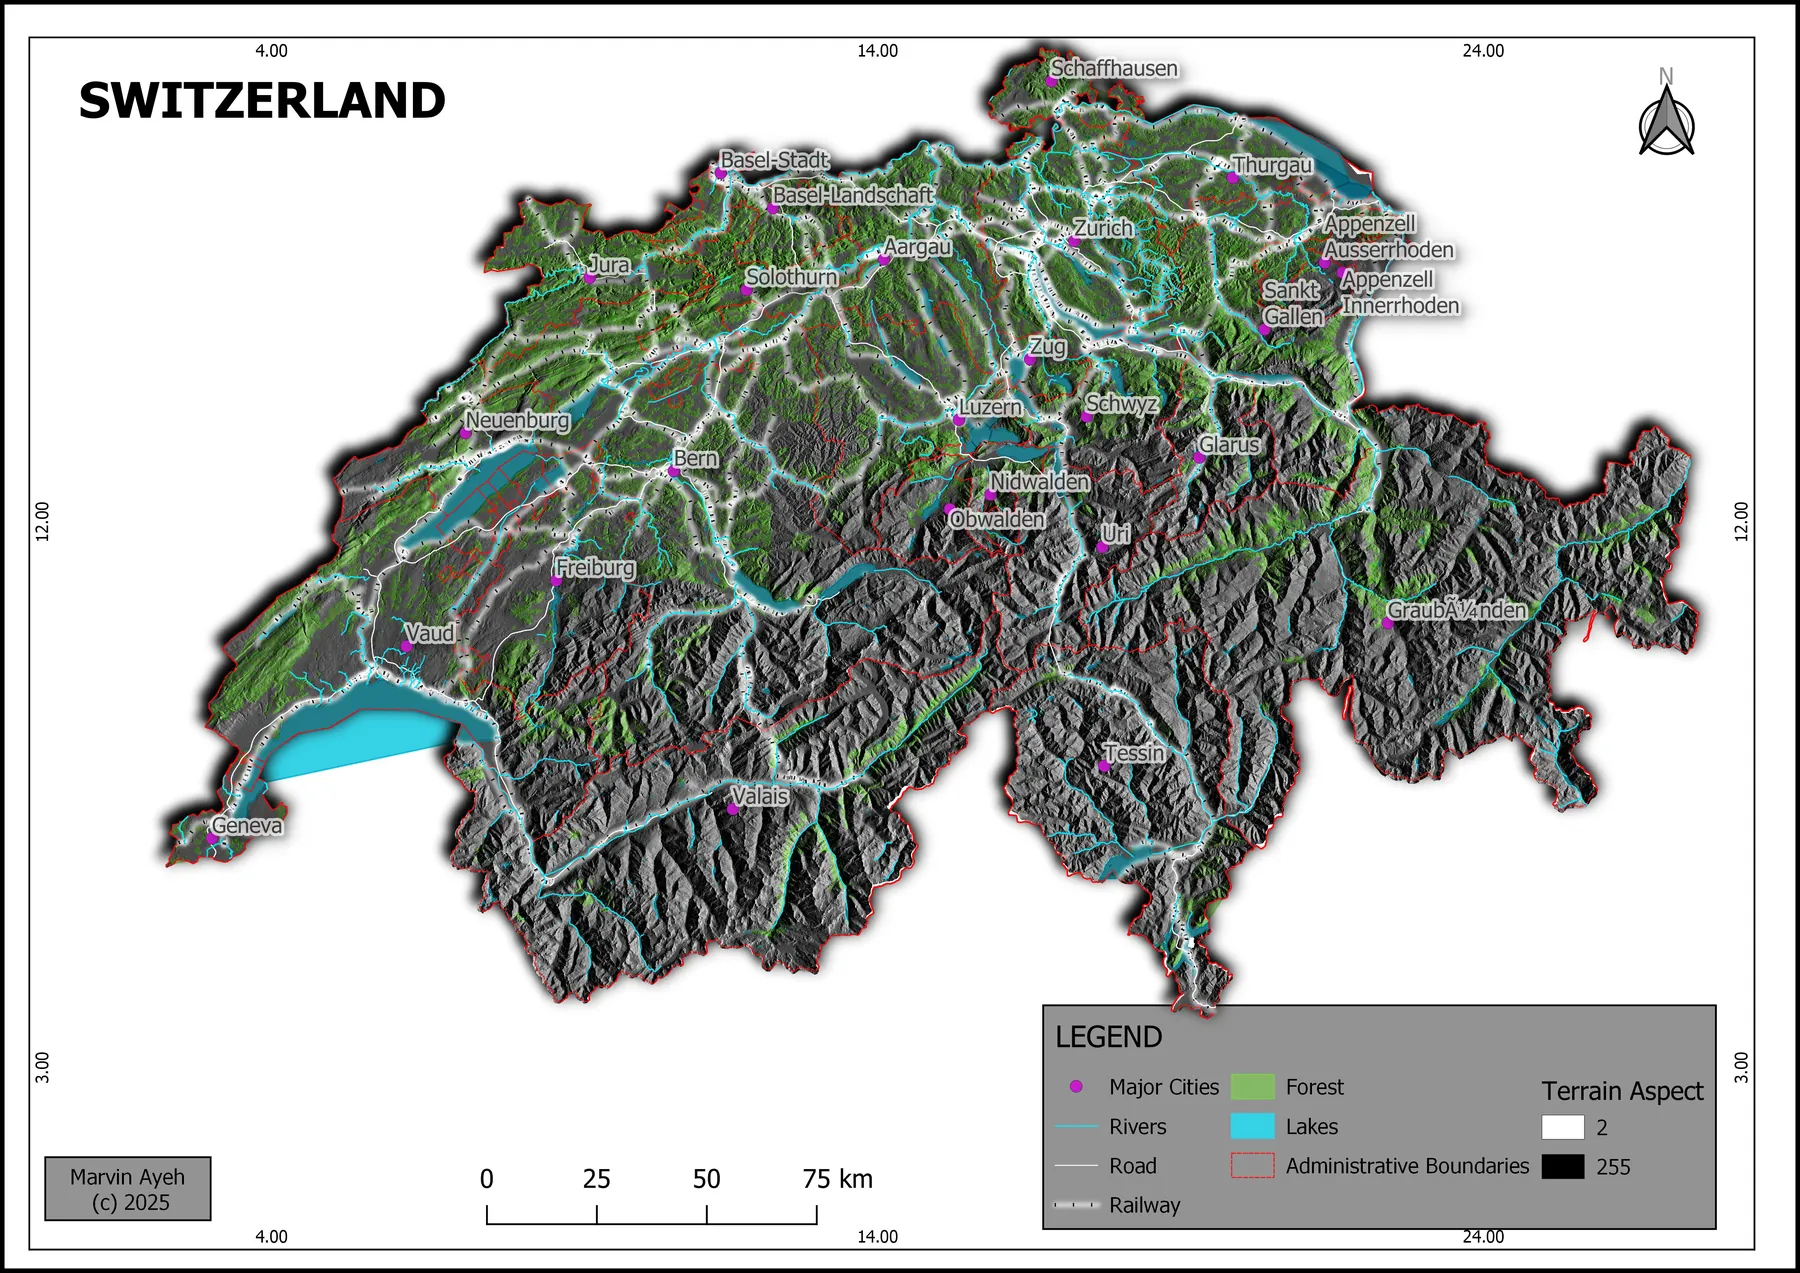 4.00
14.00
24.00
SWITZERLAND
N
Schaffhausen
Basel-Stadt
Thurgau
Basel-Landschaft
Zurich
Appenzell
Ausserrhoden
Aargau
Jura
Solothurn
Appenzell
Innerrhoden
Sankt
Gallen
Zug
Luzern
Schwyz
Neuenburg
Glarus
Bern
Nidwalden
Obwalden
12.00
12.00
Uri
Freiburg
GraubÃ¼nden
Vaud
Tessin
Valais
Geneva
3.00
3.00
LEGEND
Major Cities
Rivers
Road
Railway
Forest
Lakes
Administrative Boundaries
Terrain Aspect
2
255
Marvin Ayeh
(c) 2025
0 25 50 75 km
4.00
14.00
24.00